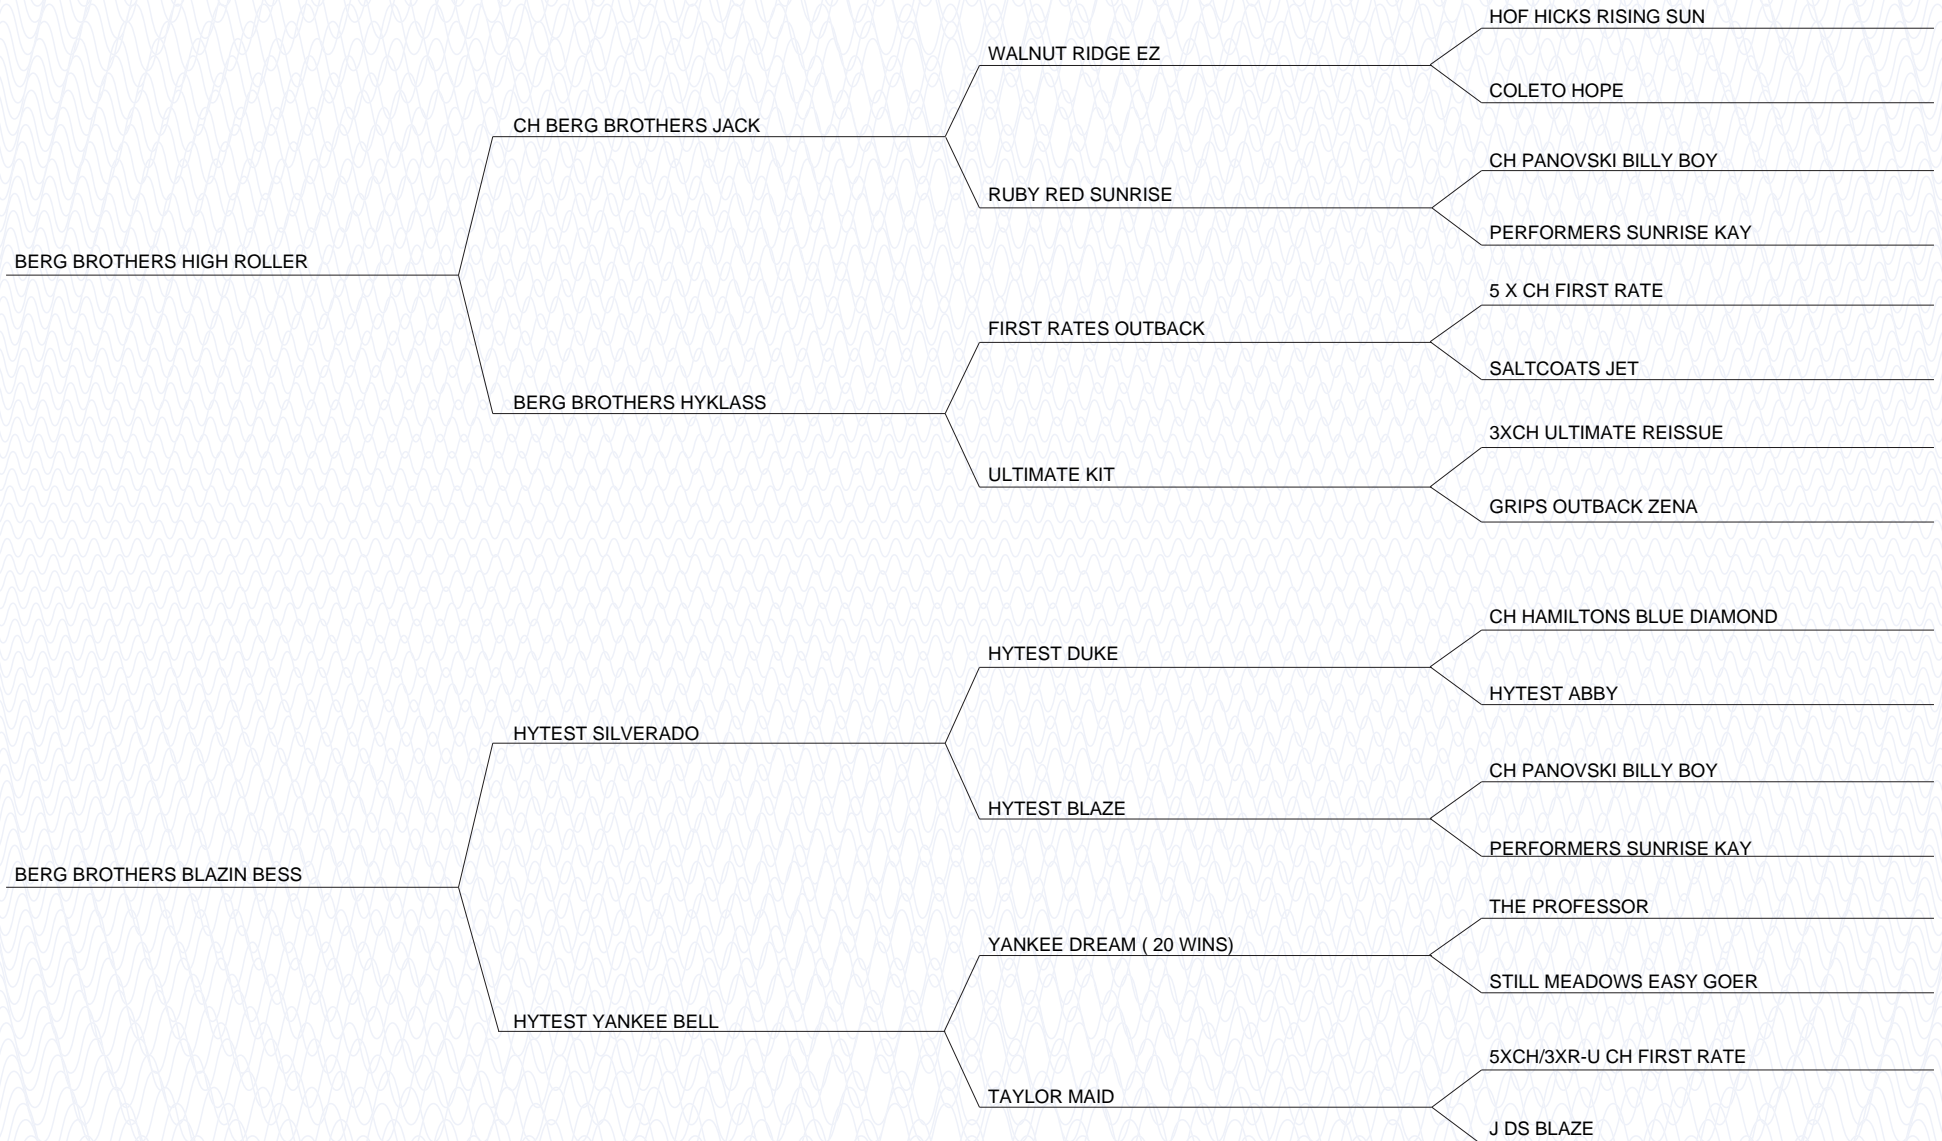 HOF HICKS RISING SUN
WALNUT RIDGE EZ
COLETO HOPE
CH BERG BROTHERS JACK
CH PANOVSKI BILLY BOY
RUBY RED SUNRISE
PERFORMERS SUNRISE KAY
BERG BROTHERS HIGH ROLLER
5 X CH FIRST RATE
FIRST RATES OUTBACK
SALTCOATS JET
BERG BROTHERS HYKLASS
3XCH ULTIMATE REISSUE
ULTIMATE KIT
GRIPS OUTBACK ZENA
CH HAMILTONS BLUE DIAMOND
HYTEST DUKE
HYTEST ABBY
HYTEST SILVERADO
CH PANOVSKI BILLY BOY
HYTEST BLAZE
PERFORMERS SUNRISE KAY
BERG BROTHERS BLAZIN BESS
THE PROFESSOR
YANKEE DREAM ( 20 WINS)
STILL MEADOWS EASY GOER
HYTEST YANKEE BELL
5XCH/3XR-U CH FIRST RATE
TAYLOR MAID
J DS BLAZE